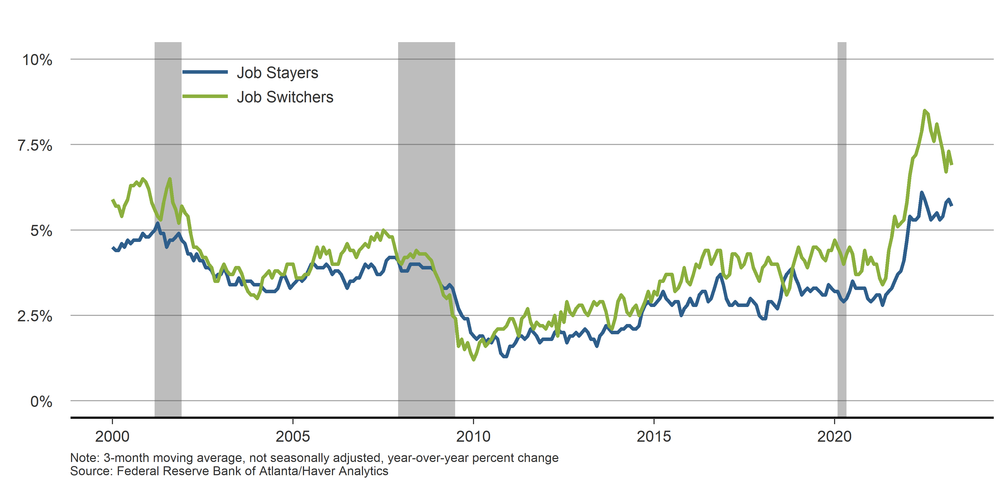 10%
Job Stayers
Job Switchers
7.5%
5%
2.5%
0%
2000 2005 2010 2015 2020
Note: 3-month moving average, not seasonally adjusted, year-over-year percent change
Source: Federal Reserve Bank of Atlanta/Haver Analytics